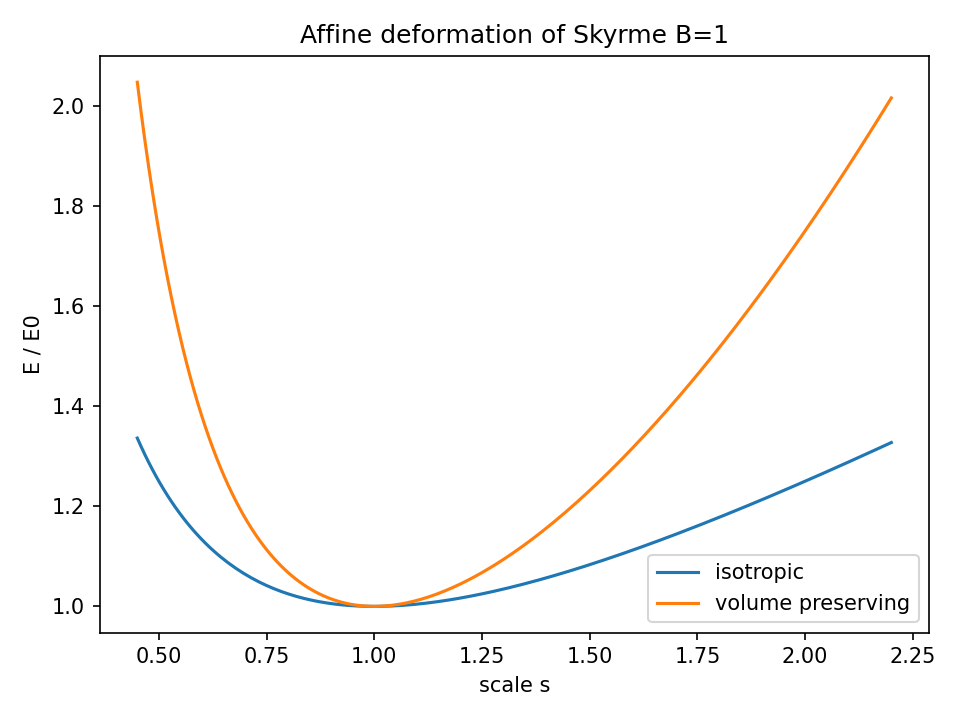 Affine deformation of Skyrme B=1
E / E0
2.0
1.8
1.6
1.4
1.2
1.0
isotropic
volume preserving
0.50 0.75 1.00 1.25 1.50 1.75 2.00 2.25
scale s